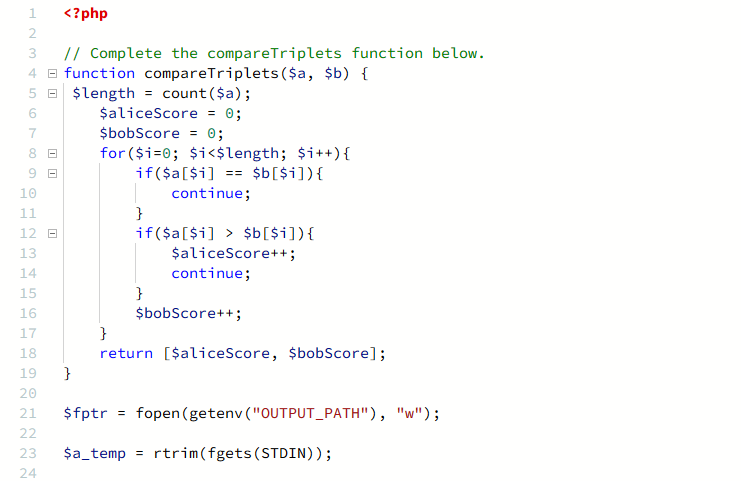 1 <?php
2
3 // Complete the compareTriplets function below.
4 function compareTriplets($a, $b) {
5 $length = count($a);
6 $aliceScore = 0;
7 $bobScore = 0;
8 for($i=0; $i<$length; $i++){
9 if($a[$i] == $b[$i]){
10 continue;
11 }
12 if($a[$i] > $b[$i]){
13 $aliceScore++;
14 continue;
15 }
16 $bobScore++;
17 }
18 return [$aliceScore, $bobScore];
19 }
20
21 $fptr = fopen(getenv("OUTPUT_PATH"), "w");
22
23 $a_temp = rtrim(fgets(STDIN));
24